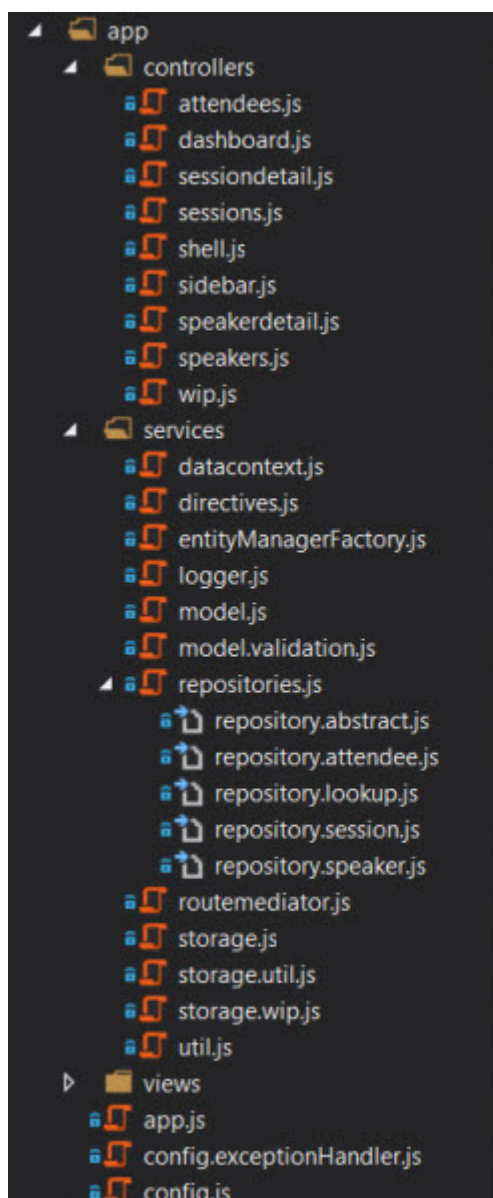 app
controllers
attendees.js
dashboard.js
sessiondetail.js
sessions.js
shell.js
sidebar.js
speakerdetail.js
speakers.js
wip.js
services
datacontext.js
directives.js
entityManagerFactory.js
logger.js
model.js
model.validation.js
repositories.js
repository.abstract.js
repository.attendee.js
repository.lookup.js
repository.session.js
repository.speaker.js
routemediator.js
storage.js
storage.util.js
storage.wip.js
util.js
views
app.js
config.exceptionHandler.js
config.js